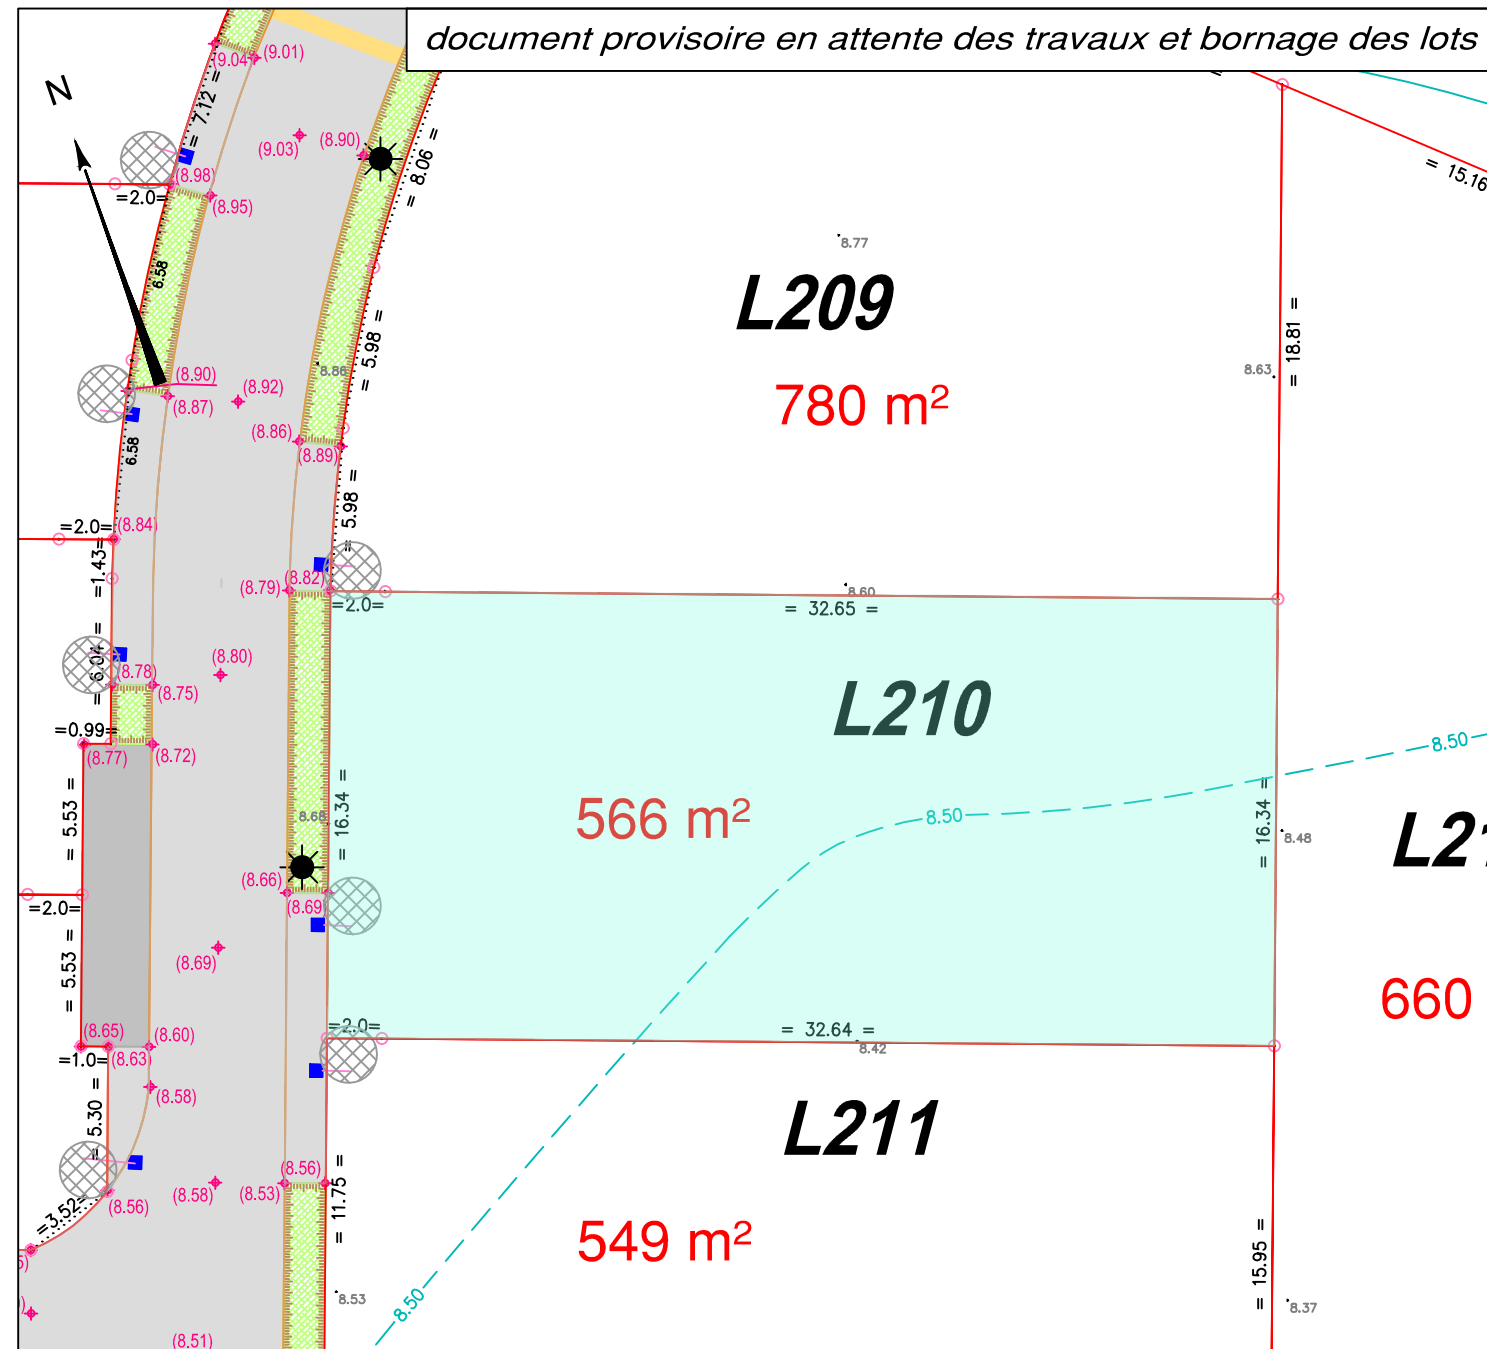 document provisoire en attente des travaux et bornage des lots
N
(9.04)
(9.01)
= 7.12 =
(9.03)
(8.90)
= 8.06 =
= 15.16
(8.98)
=2.0=
(8.95)
8.77
6.58
L209
= 5.98 =
= 18.81 =
8.86
8.63
(8.90)
(8.92)
(8.87)
780 m²
(8.86)
(8.89)
6.58
= 5.98 =
=2.0=
(8.84)
=1.43=
(8.79)
(8.82)
=2.0=
8.60
= 32.65 =
= 6.04 =
(8.80)
(8.78)
(8.75)
L210
=0.99=
(8.77)
(8.72)
8.50
= 5.53 =
= 16.34 =
8.68
566 m²
8.50
= 16.34 =
8.48
L21
(8.66)
(8.69)
=2.0=
= 5.53 =
(8.69)
660
(8.65)
(8.63)
(8.60)
=2.0=
= 32.64 =
8.42
=1.0=
(8.58)
= 5.30 =
L211
(8.56)
(8.58)
(8.53)
(8.56)
=3.52=
= 11.75 =
549 m²
= 15.95 =
8.50
8.53
8.37
(8.51)